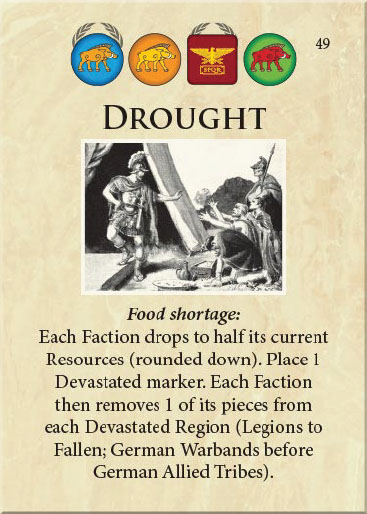 49
SPQR
DROUGHT
Food shortage:
Each Faction drops to half its current
Resources (rounded down). Place 1
Devastated marker. Each Faction
then removes 1 of its pieces from
each Devastated Region (Legions to
Fallen; German Warbands before
German Allied Tribes).